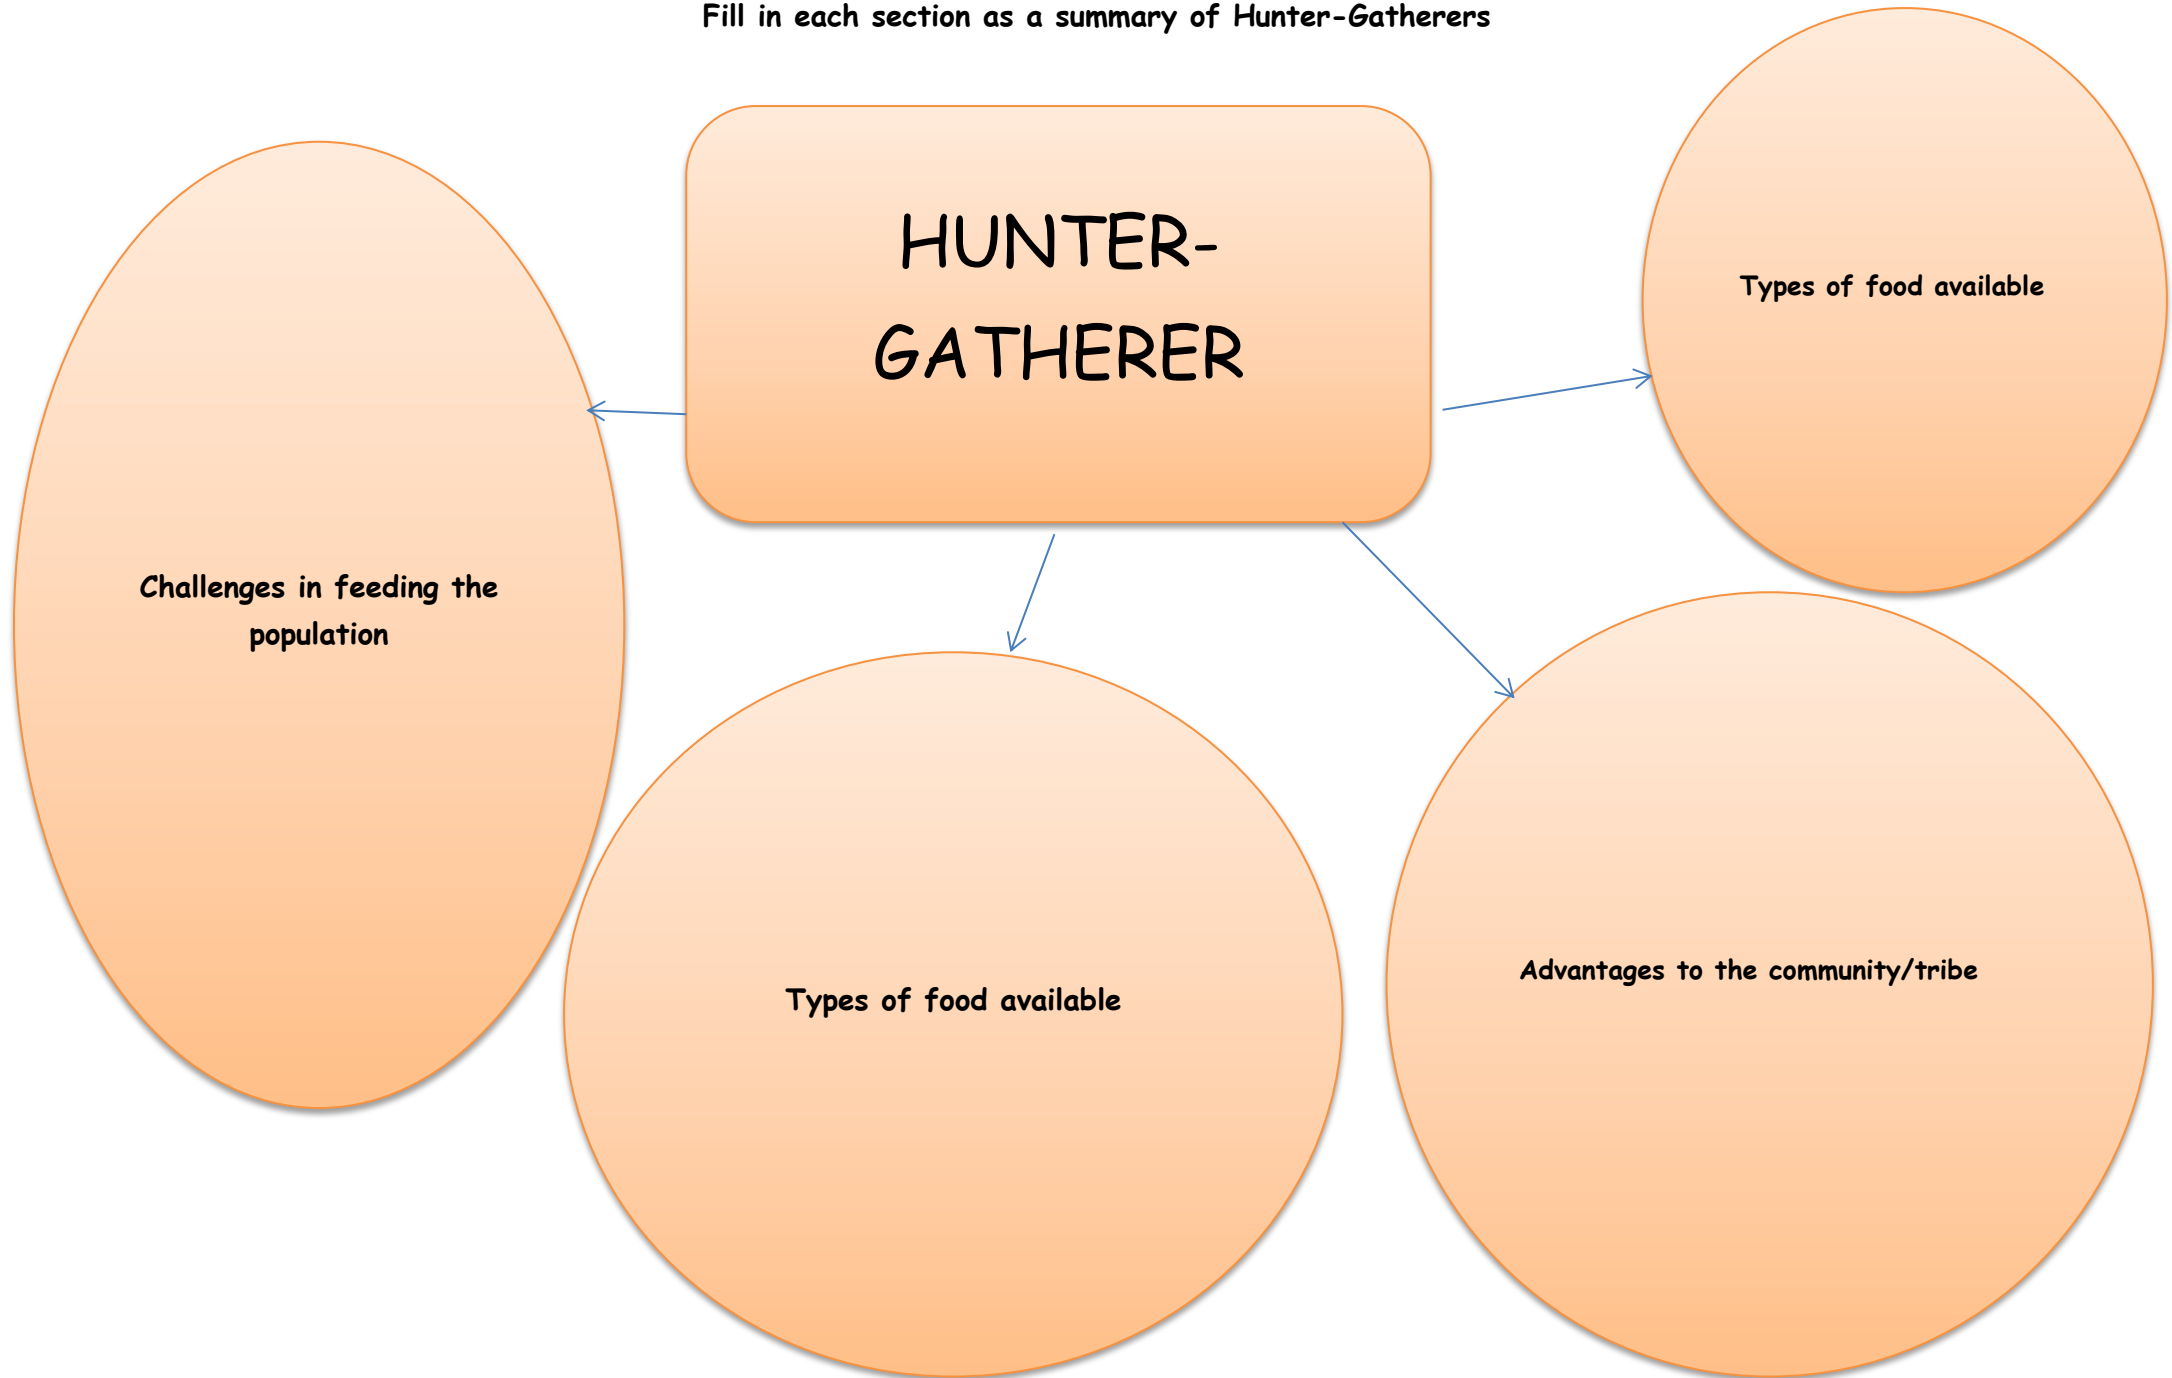 Fill in each section as a summary of Hunter-Gatherers
HUNTER-
GATHERER
Types of food available
Challenges in feeding the
population
Types of food available
Advantages to the community/tribe